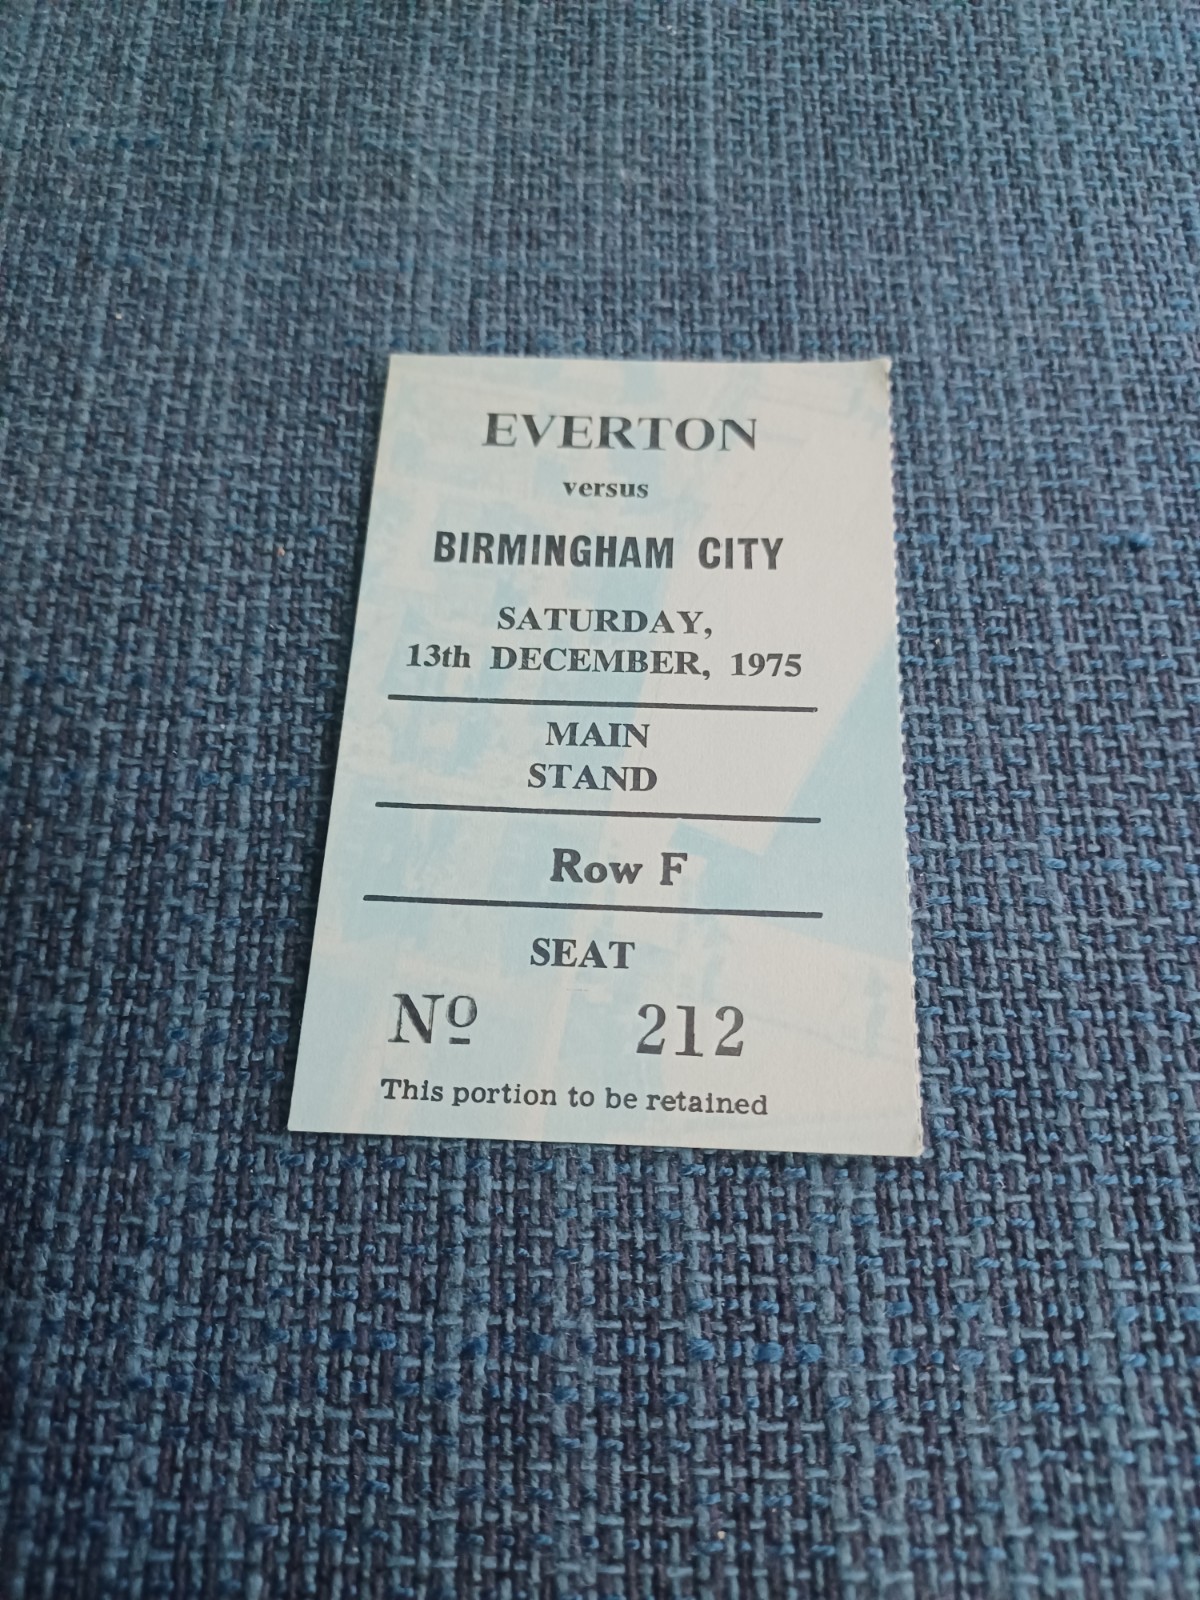 EVERTON
versus
BIRMINGHAM CITY
SATURDAY,
13th DECEMBER, 1975
MAIN
STAND
Row F
SEAT
Nº 212
This portion to be retained